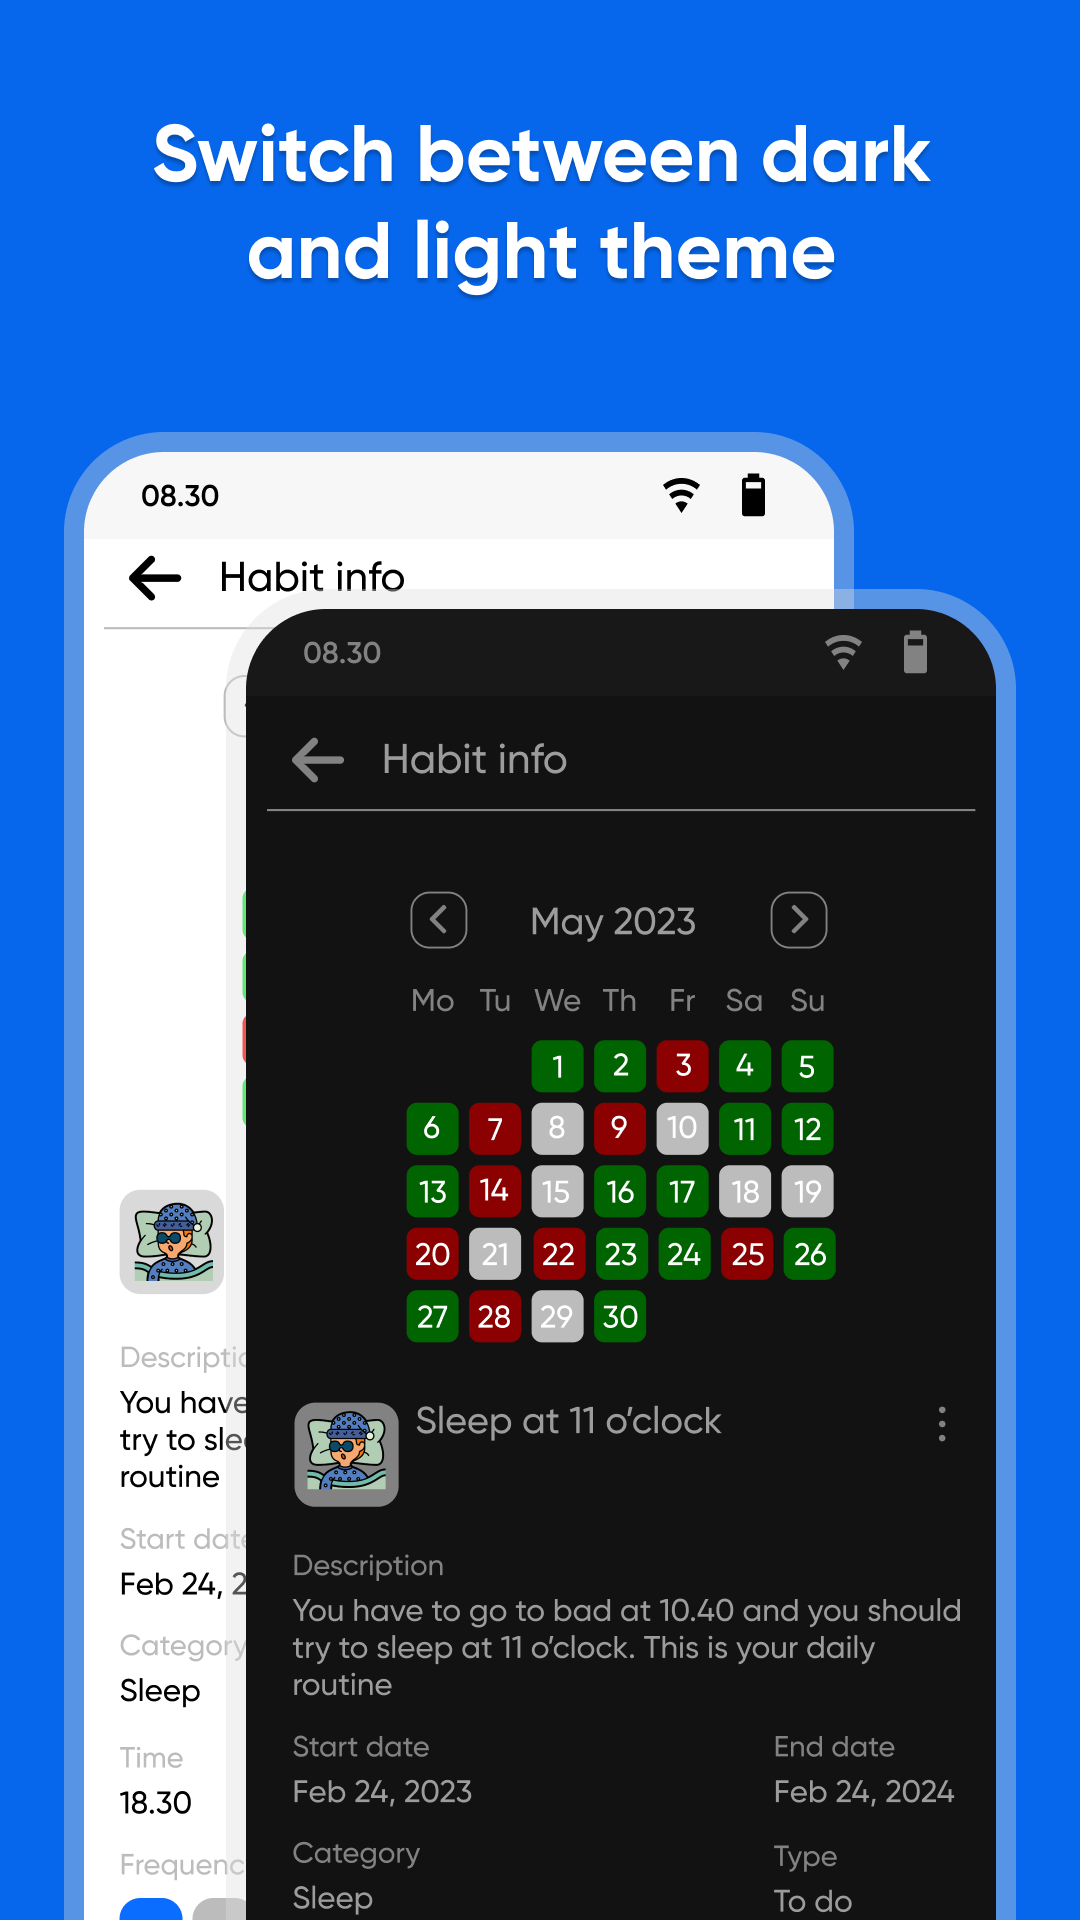 Switch between dark
and light theme
08.30
Habit info
Descriptio
You have
try to slee
routine
Start date
Feb 24, 2
Category
Sleep
Time
18.30
Frequenc
08.30
Habit info
May 2023
Mo Tu We Th Fr Sa Su
1 2 3 4 5
6 7 8 9 10 11 12
13 14 15 16 17 18 19
20 21 22 23 24 25 26
27 28 29 30
Sleep at 11 o’clock
Description
You have to go to bad at 10.40 and you should
try to sleep at 11 o’clock. This is your daily
routine
Start date End date
Feb 24, 2023 Feb 24, 2024
Category Type
Sleep To do